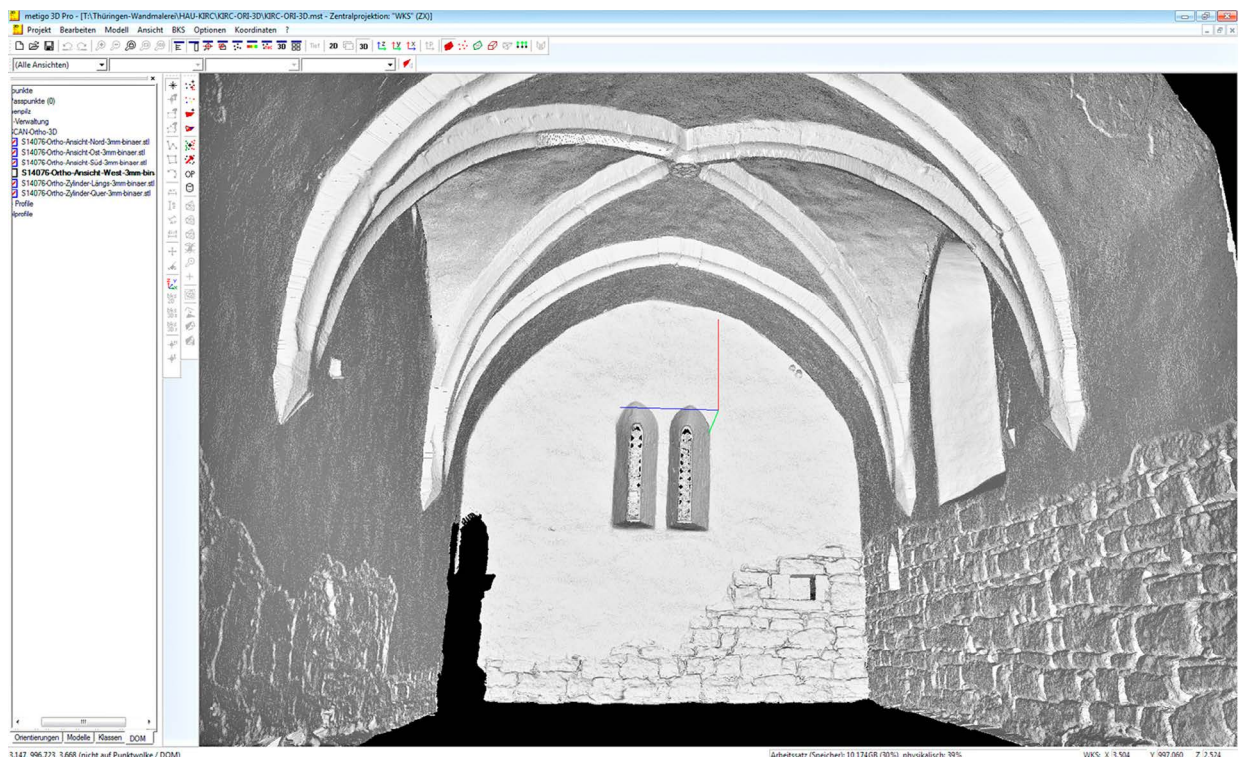 metigo 3D Pro - [T:\Thüringen-Wandmalerei\HAU-KIRC\KIRC-ORI-3D\KIRC-ORI-3D.mst - Zentralprojektion: "WKS" (ZX)]
Projekt Bearbeiten Modell Ansicht BKS Optionen Koordinaten ?
3D 2D 3D
(Alle Ansichten)
punkte
asspunkte (0)
enpilz
-Verwaltung
CAN-Ortho-3D
S14076-Ortho-Ansicht-Nord-3mm-binaer.stl
S14076-Ortho-Ansicht-Ost-3mm-binaer.stl
S14076-Ortho-Ansicht-Süd-3mm-binaer.stl
S14076-Ortho-Ansicht-West-3mm-bin
S14076-Ortho-Zylinder-Längs-3mm-binaer.stl
S14076-Ortho-Zylinder-Quer-3mm-binaer.stl
Profile
lprofile
OP
Orientierungen Modelle Klassen DOM
3.147, 996.723, 3.668 (nicht auf Punktwolke / DOM) Arbeitssatz (Speicher): 10.174GB (30%), physikalisch: 39% WKS: X 3.504 Y 997.060 Z 2.524